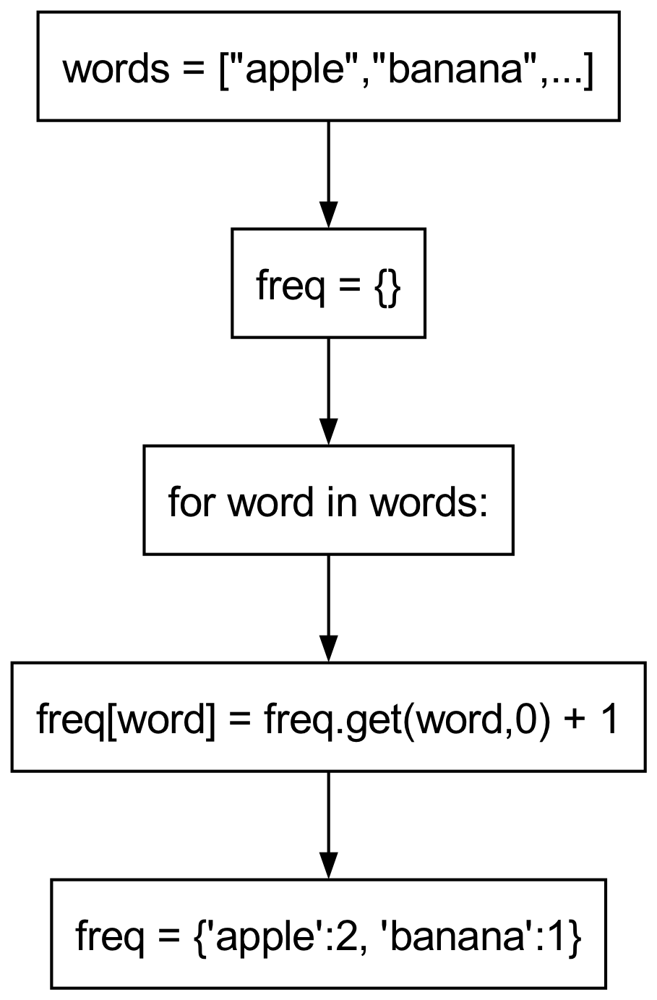 words = ["apple","banana",...]
freq = {}
for word in words:
freq[word] = freq.get(word,0) + 1
freq = {'apple':2, 'banana':1}